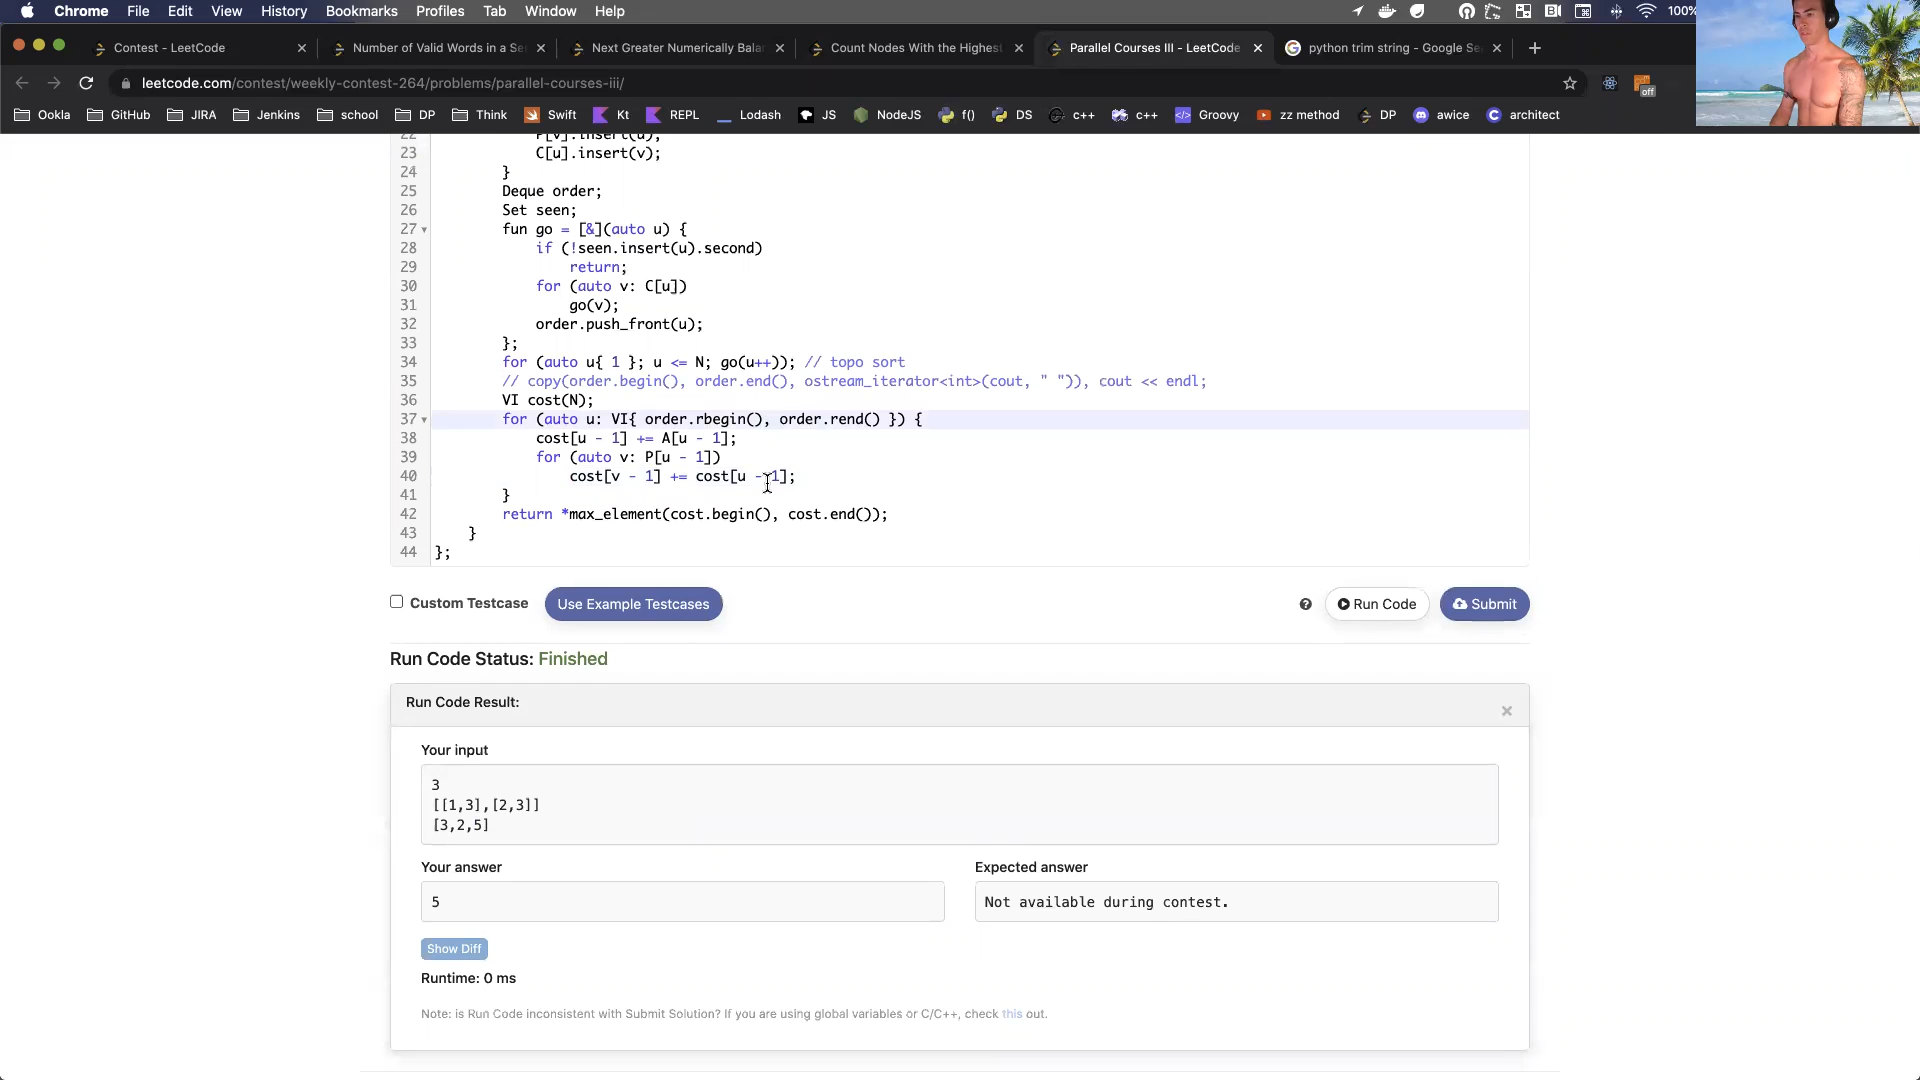 Chrome File Edit View History Bookmarks Profiles Tab Window Help 100%
Contest - LeetCode
Number of Valid Words in a Se
Next Greater Numerically Bala
Count Nodes With the Highest
Parallel Courses III - LeetCode
python trim string - Google Se
leetcode.com/contest/weekly-contest-264/problems/parallel-courses-iii/
off
Ookla GitHub JIRA Jenkins school DP Think Swift Kt REPL Lodash JS NodeJS f() DS c++ c++ Groovy zz method DP awice architect
22 P[v].insert(u);
23 C[u].insert(v);
24 }
25 Deque order;
26 Set seen;
27 fun go = [&](auto u) {
28 if (!seen.insert(u).second)
29 return;
30 for (auto v: C[u])
31 go(v);
32 order.push_front(u);
33 };
34 for (auto u{ 1 }; u <= N; go(u++)); // topo sort
35 // copy(order.begin(), order.end(), ostream_iterator<int>(cout, " ")), cout << endl;
36 VI cost(N);
37 for (auto u: VI{ order.rbegin(), order.rend() }) {
38 cost[u - 1] += A[u - 1];
39 for (auto v: P[u - 1])
40 cost[v - 1] += cost[u - 1];
41 }
42 return *max_element(cost.begin(), cost.end());
43 }
44 };
Custom Testcase Use Example Testcases ? Run Code Submit
Run Code Status: Finished
Run Code Result:
Your input
3
[[1,3],[2,3]]
[3,2,5]
Your answer Expected answer
5 Not available during contest.
Show Diff
Runtime: 0 ms
Note: is Run Code inconsistent with Submit Solution? If you are using global variables or C/C++, check this out.